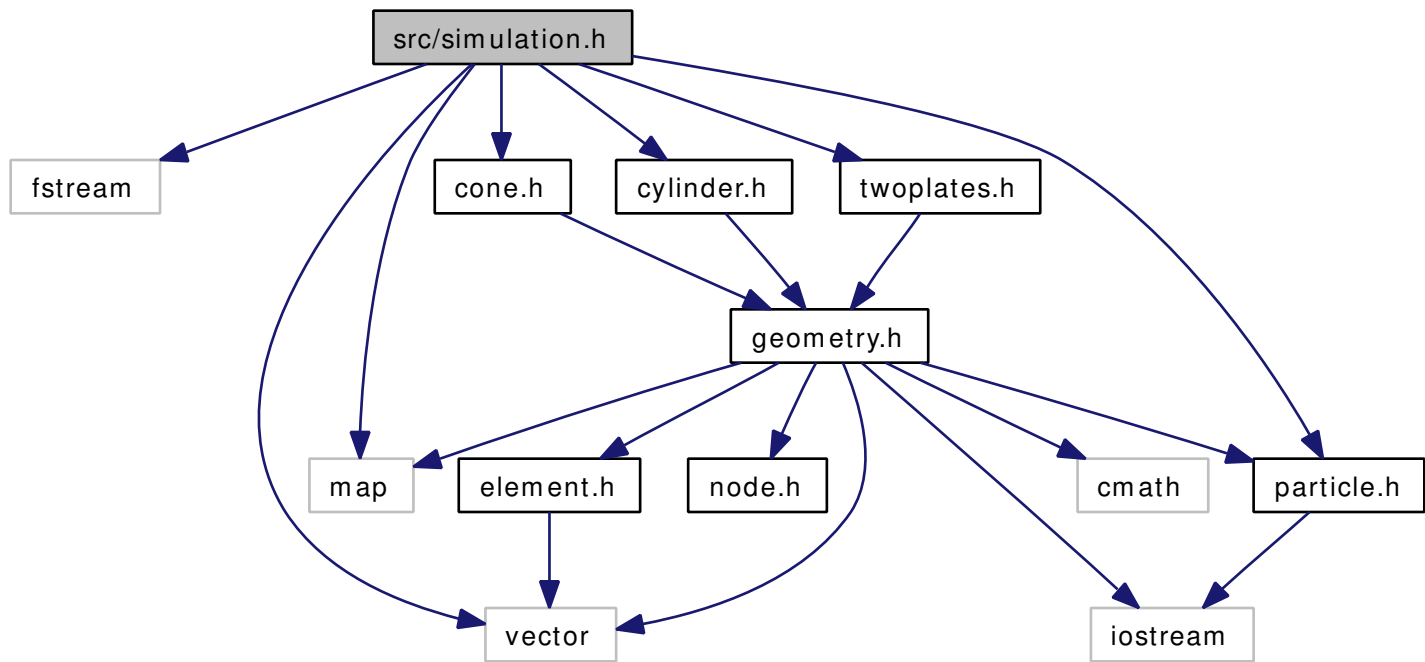 src/simulation.h
fstream
cone.h
cylinder.h
twoplates.h
geometry.h
map
element.h
node.h
cmath
particle.h
vector
iostream